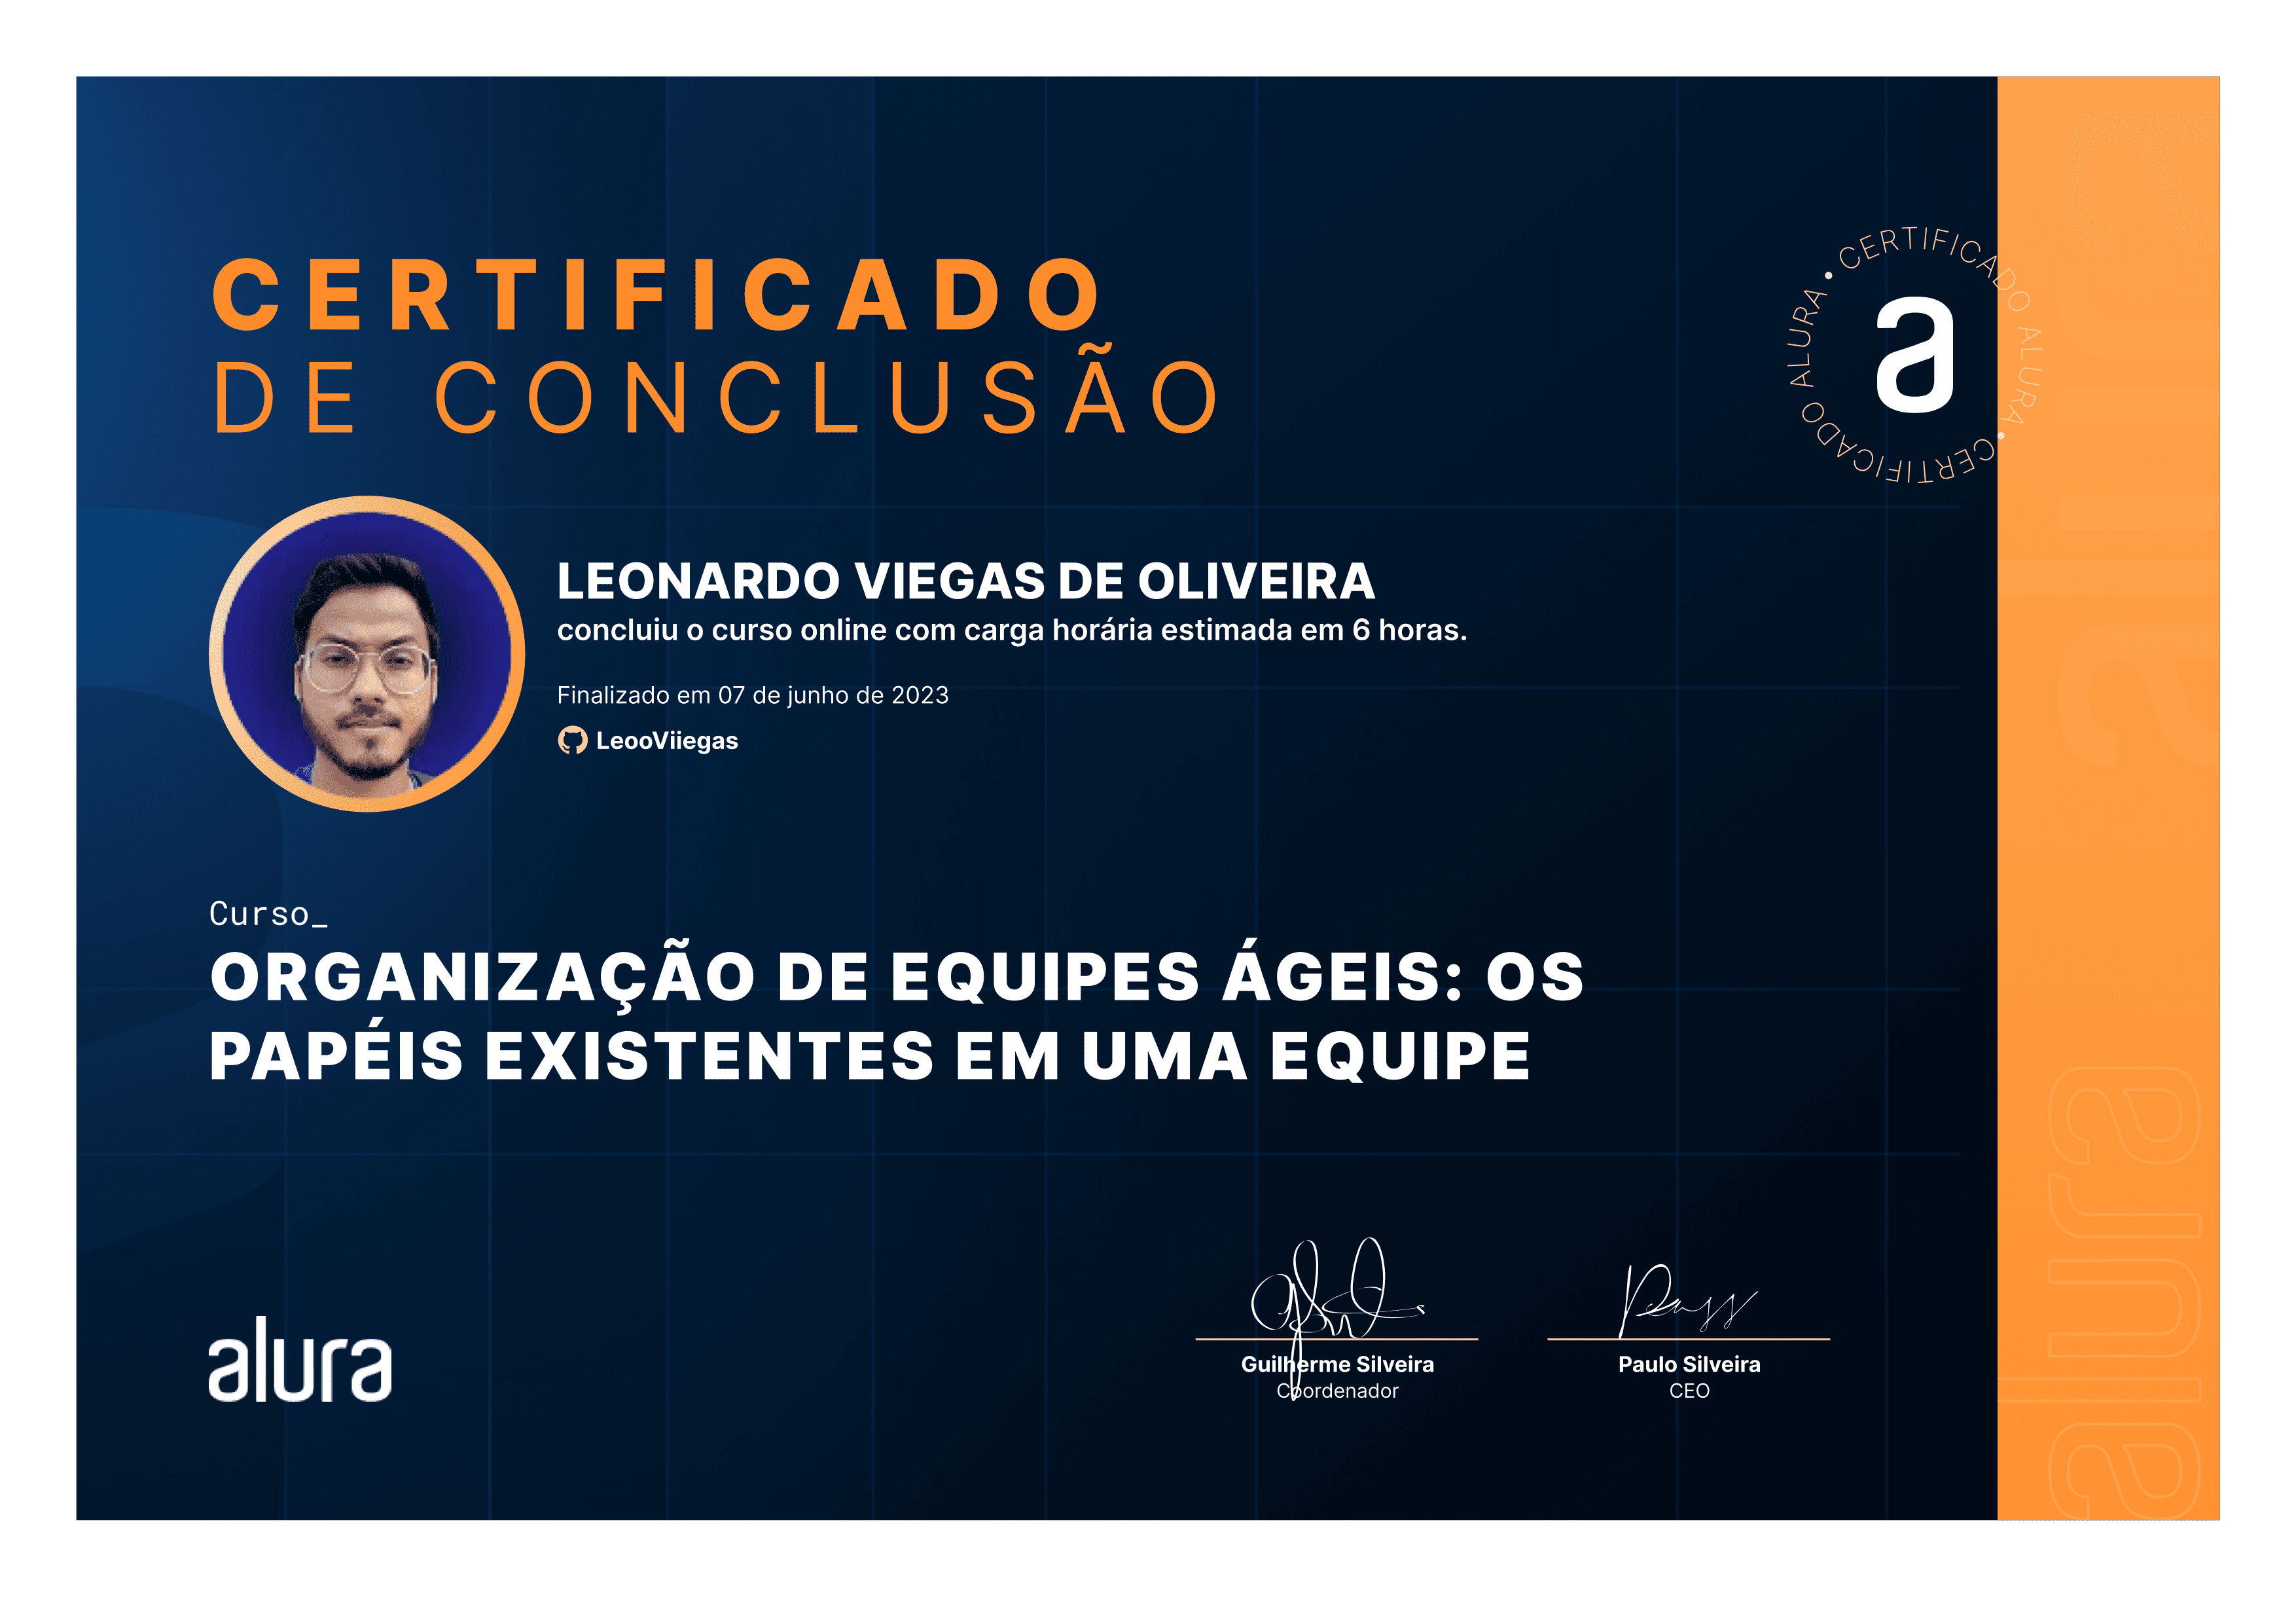 CERTIFICADO
DE CONCLUSÃO
CERTIFICADO ALURA • CERTIFICADO ALURA •
a
LEONARDO VIEGAS DE OLIVEIRA
concluiu o curso online com carga horária estimada em 6 horas.
Finalizado em 07 de junho de 2023
LeooViiegas
Curso_
ORGANIZAÇÃO DE EQUIPES ÁGEIS: OS
PAPÉIS EXISTENTES EM UMA EQUIPE
alura
Guilherme Silveira
Coordenador
Paulo Silveira
CEO
alura
alura